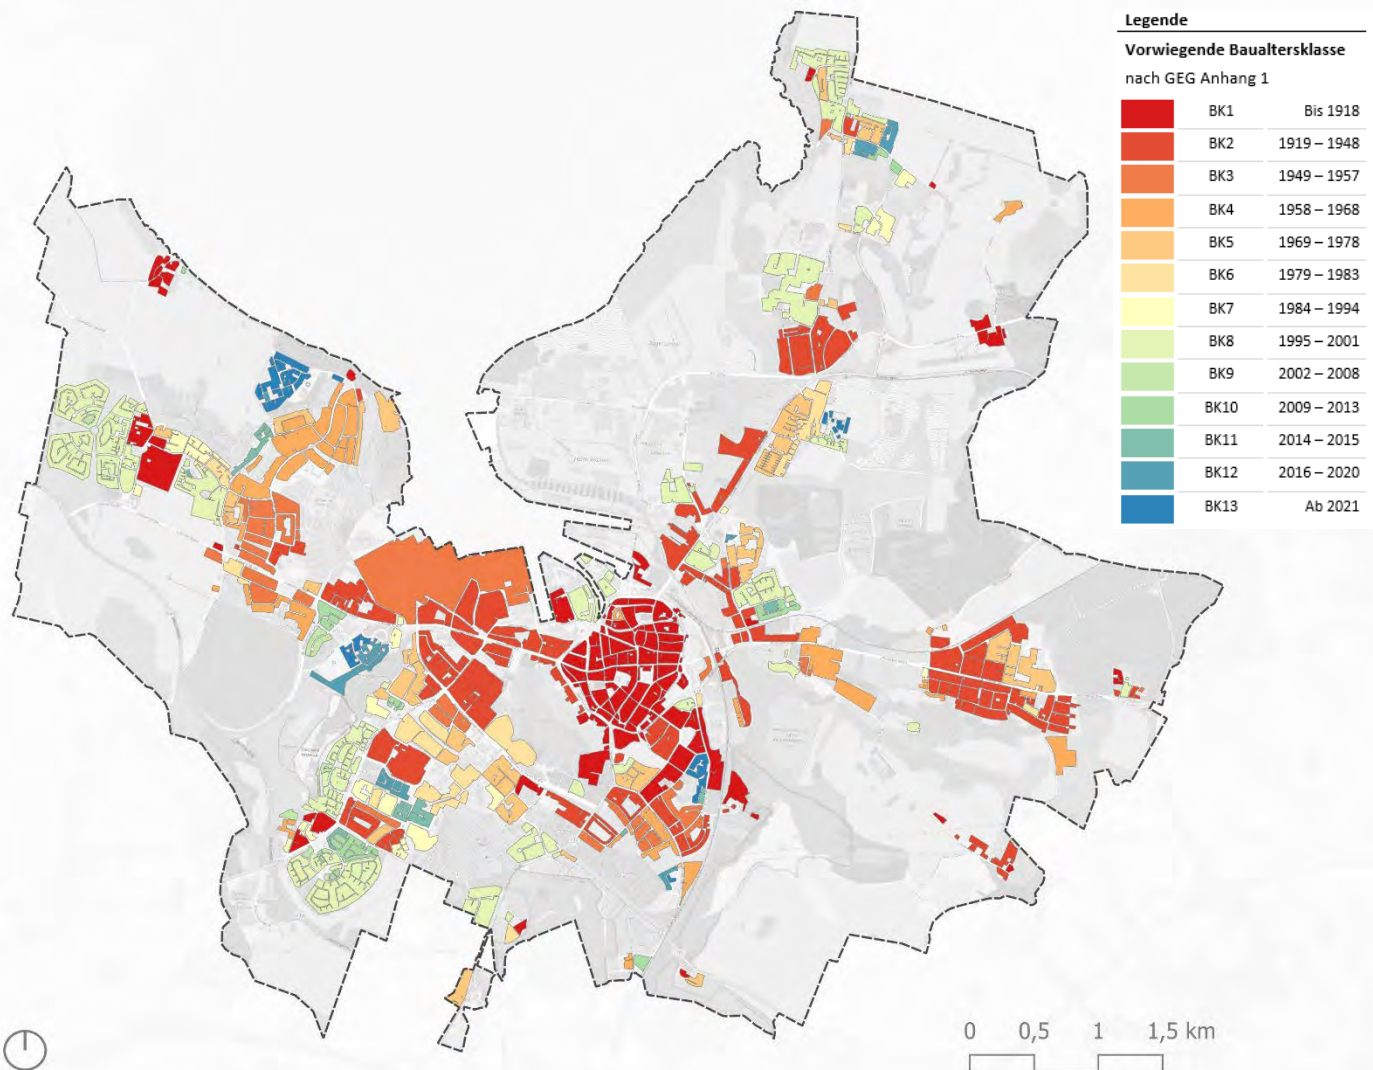 Legende
Vorwiegende Baualtersklasse
nach GEG Anhang 1
BK1 Bis 1918
BK2 1919 – 1948
BK3 1949 – 1957
BK4 1958 – 1968
BK5 1969 – 1978
BK6 1979 – 1983
BK7 1984 – 1994
BK8 1995 – 2001
BK9 2002 – 2008
BK10 2009 – 2013
BK11 2014 – 2015
BK12 2016 – 2020
BK13 Ab 2021
0 0,5 1 1,5 km